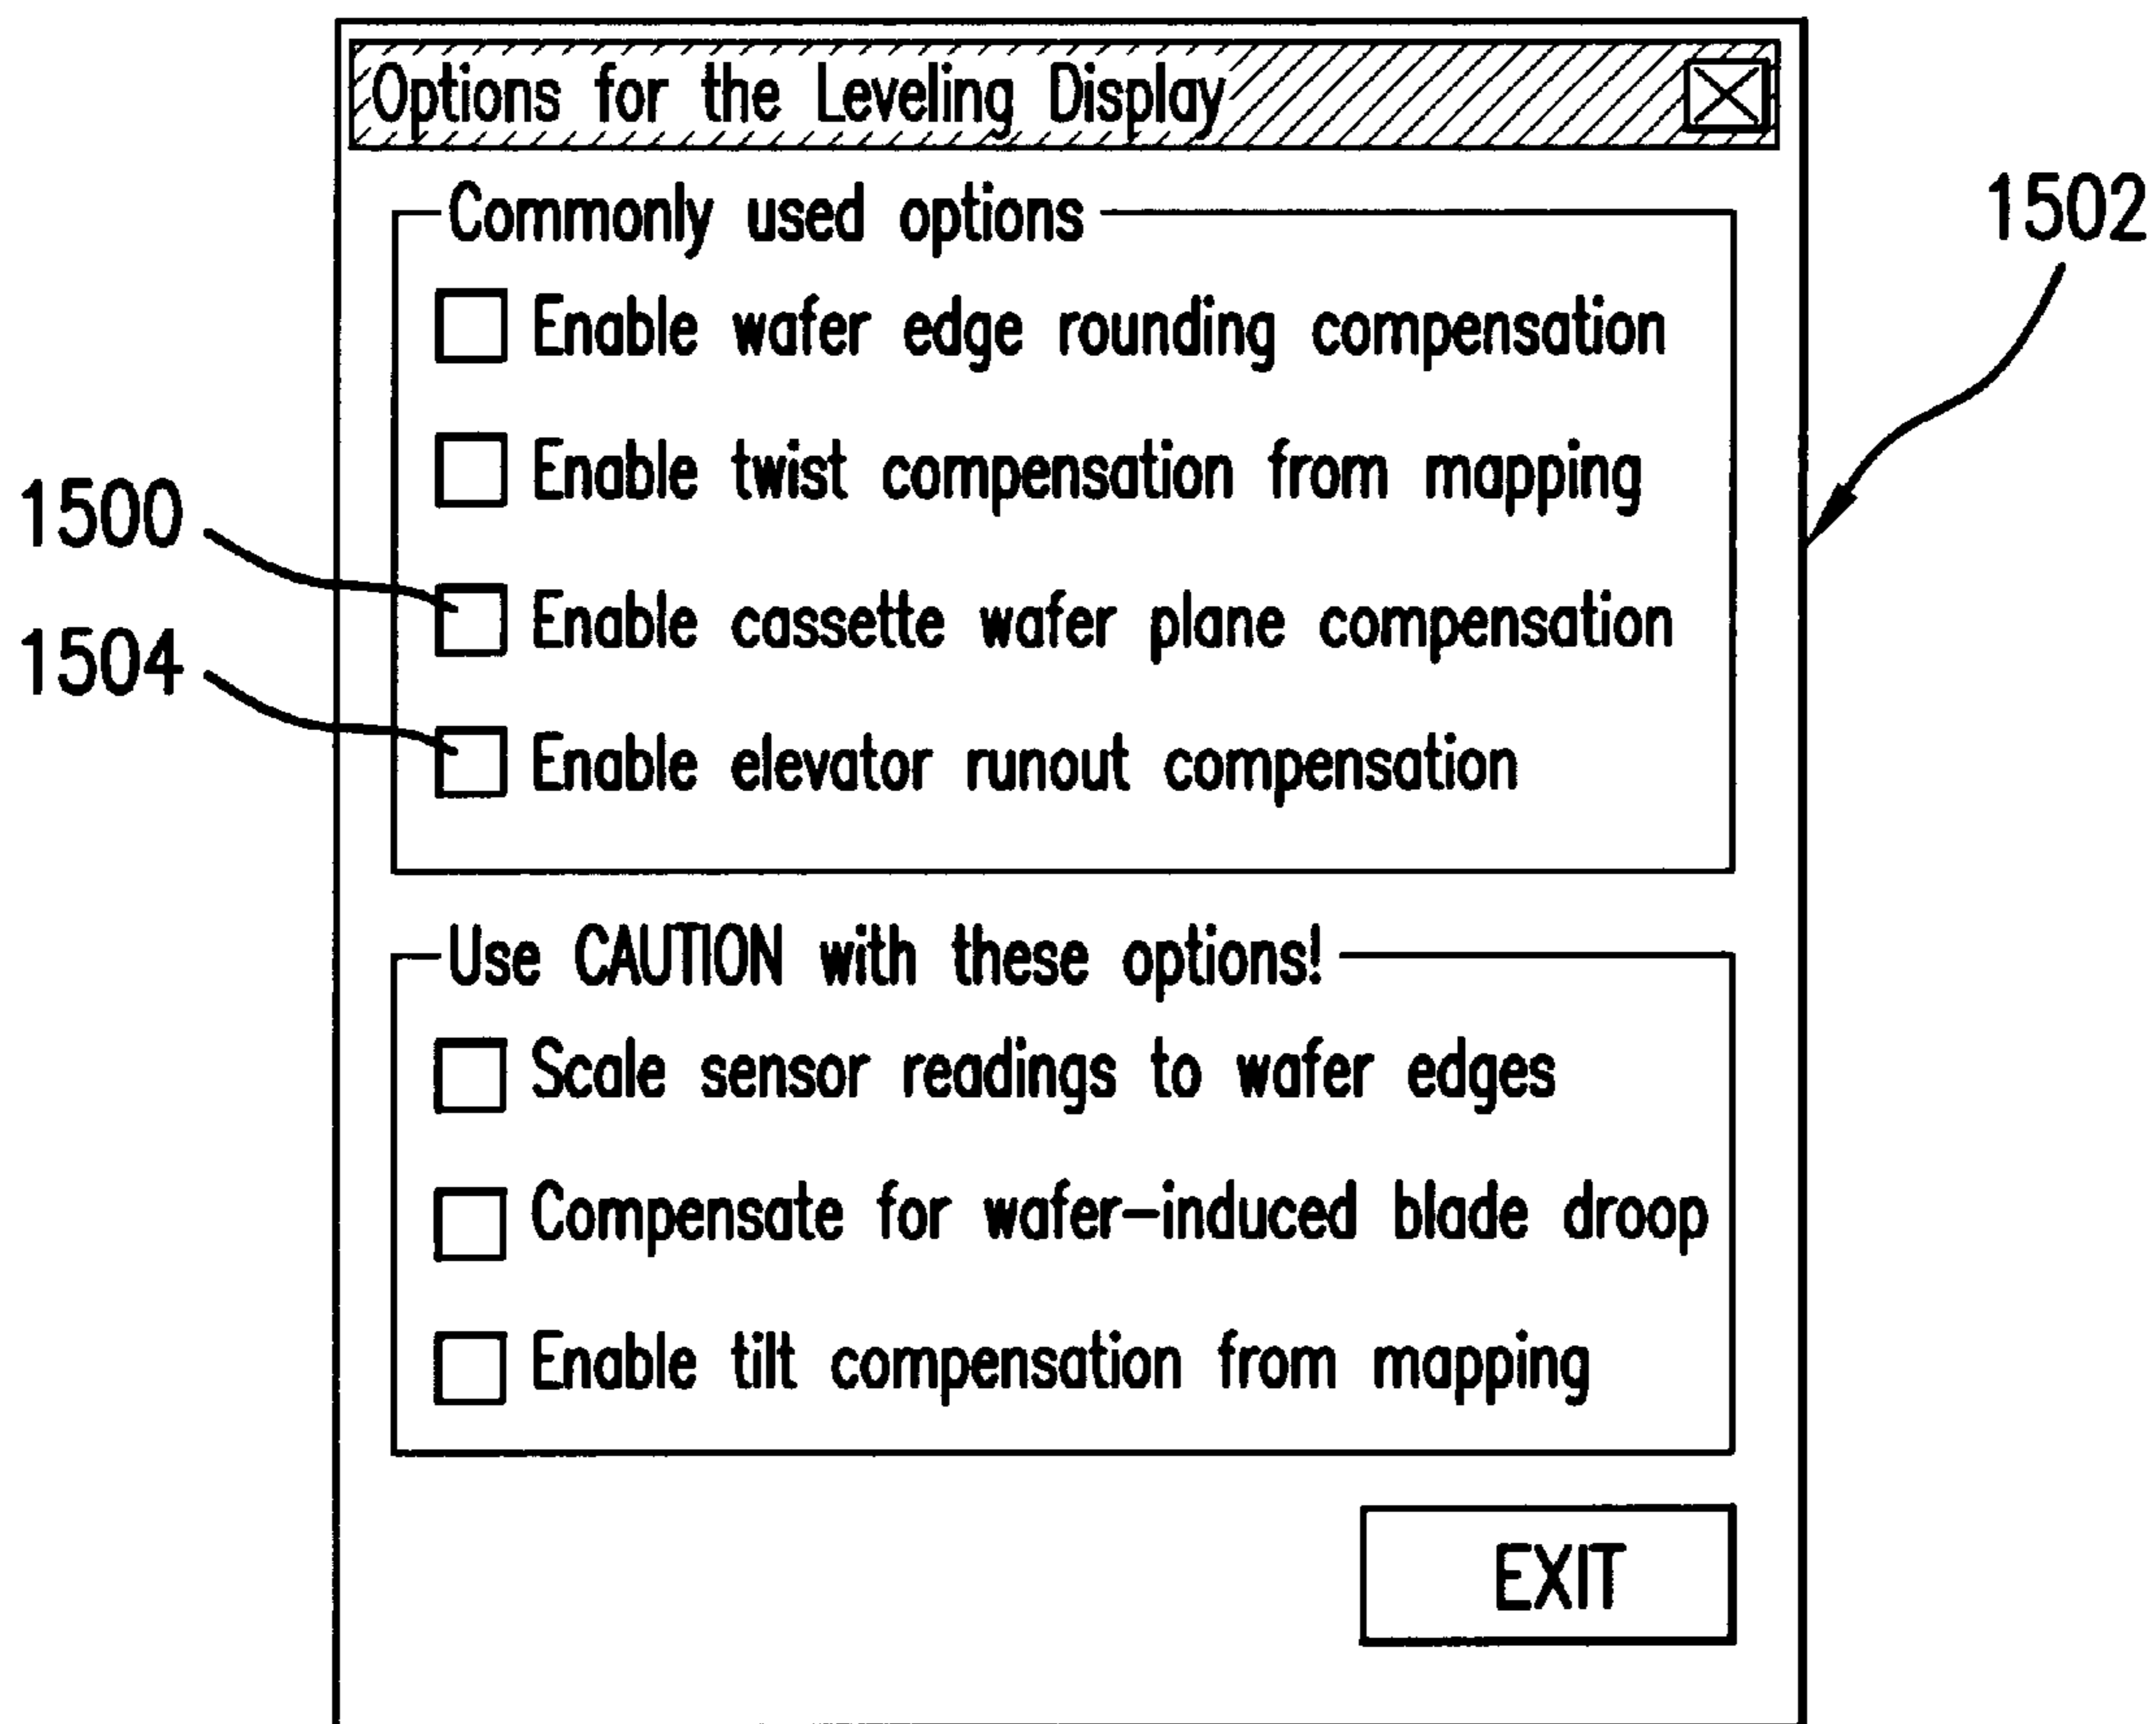 Options for the Leveling Display
Commonly used options
1502
Enable wafer edge rounding compensation
Enable twist compensation from mapping
1500
Enable cassette wafer plane compensation
1504
Enable elevator runout compensation
Use CAUTION with these options!
Scale sensor readings to wafer edges
Compensate for wafer-induced blade droop
Enable tilt compensation from mapping
EXIT